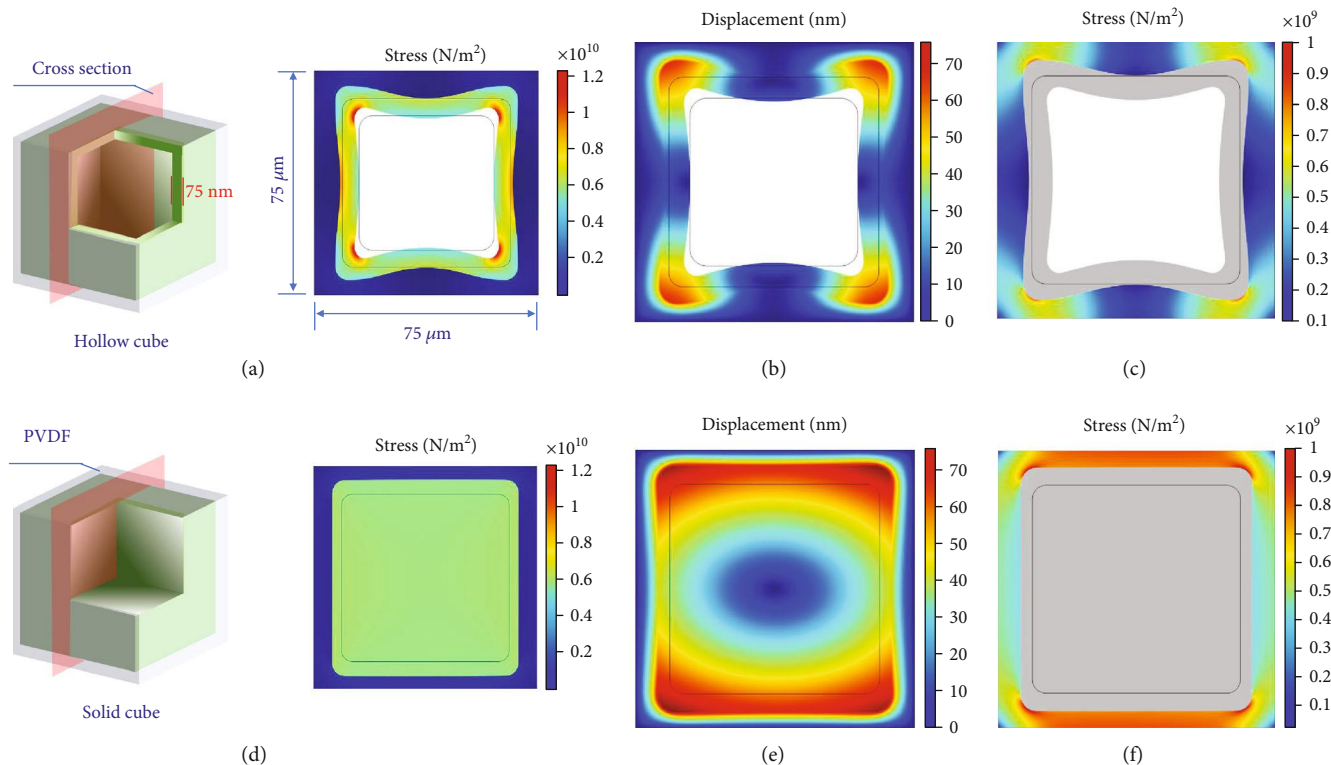 Cross section
75 nm
Hollow cube
Stress (N/m²)
×10¹⁰
1.2
1
0.8
0.6
0.4
0.2
75 μm
75 μm
(a)
Displacement (nm)
70
60
50
40
30
20
10
0
(b)
Stress (N/m²)
×10⁹
1
0.9
0.8
0.7
0.6
0.5
0.4
0.3
0.2
0.1
(c)
PVDF
Solid cube
Stress (N/m²)
×10¹⁰
1.2
1
0.8
0.6
0.4
0.2
(d)
Displacement (nm)
70
60
50
40
30
20
10
0
(e)
Stress (N/m²)
×10⁹
1
0.9
0.8
0.7
0.6
0.5
0.4
0.3
0.2
0.1
(f)